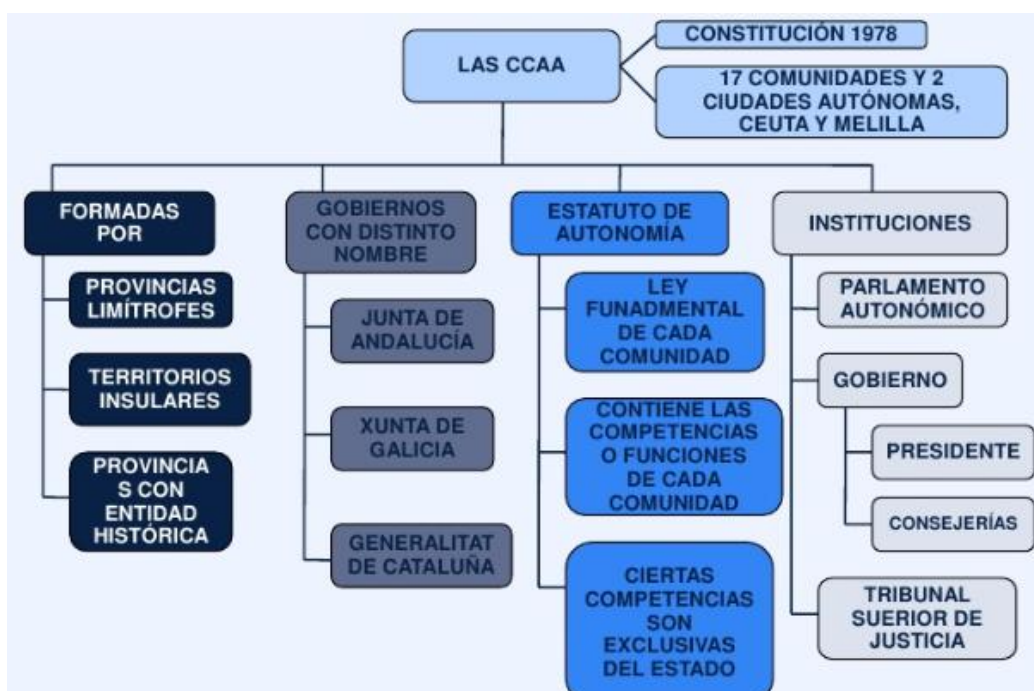 LAS CCAA
CONSTITUCIÓN 1978
17 COMUNIDADES Y 2
CIUDADES AUTÓNOMAS,
CEUTA Y MELILLA
FORMADAS
POR
PROVINCIAS
LIMÍTROFES
TERRITORIOS
INSULARES
PROVINCIA
S CON
ENTIDAD
HISTÓRICA
GOBIERNOS
CON DISTINTO
NOMBRE
JUNTA DE
ANDALUCÍA
XUNTA DE
GALICIA
GENERALITAT
DE CATALUÑA
ESTATUTO DE
AUTONOMÍA
LEY
FUNADMENTAL
DE CADA
COMUNIDAD
CONTIENE LAS
COMPETENCIAS
O FUNCIONES
DE CADA
COMUNIDAD
CIERTAS
COMPETENCIAS
SON
EXCLUSIVAS
DEL ESTADO
INSTITUCIONES
PARLAMENTO
AUTONÓMICO
GOBIERNO
PRESIDENTE
CONSEJERÍAS
TRIBUNAL
SUERIOR DE
JUSTICIA